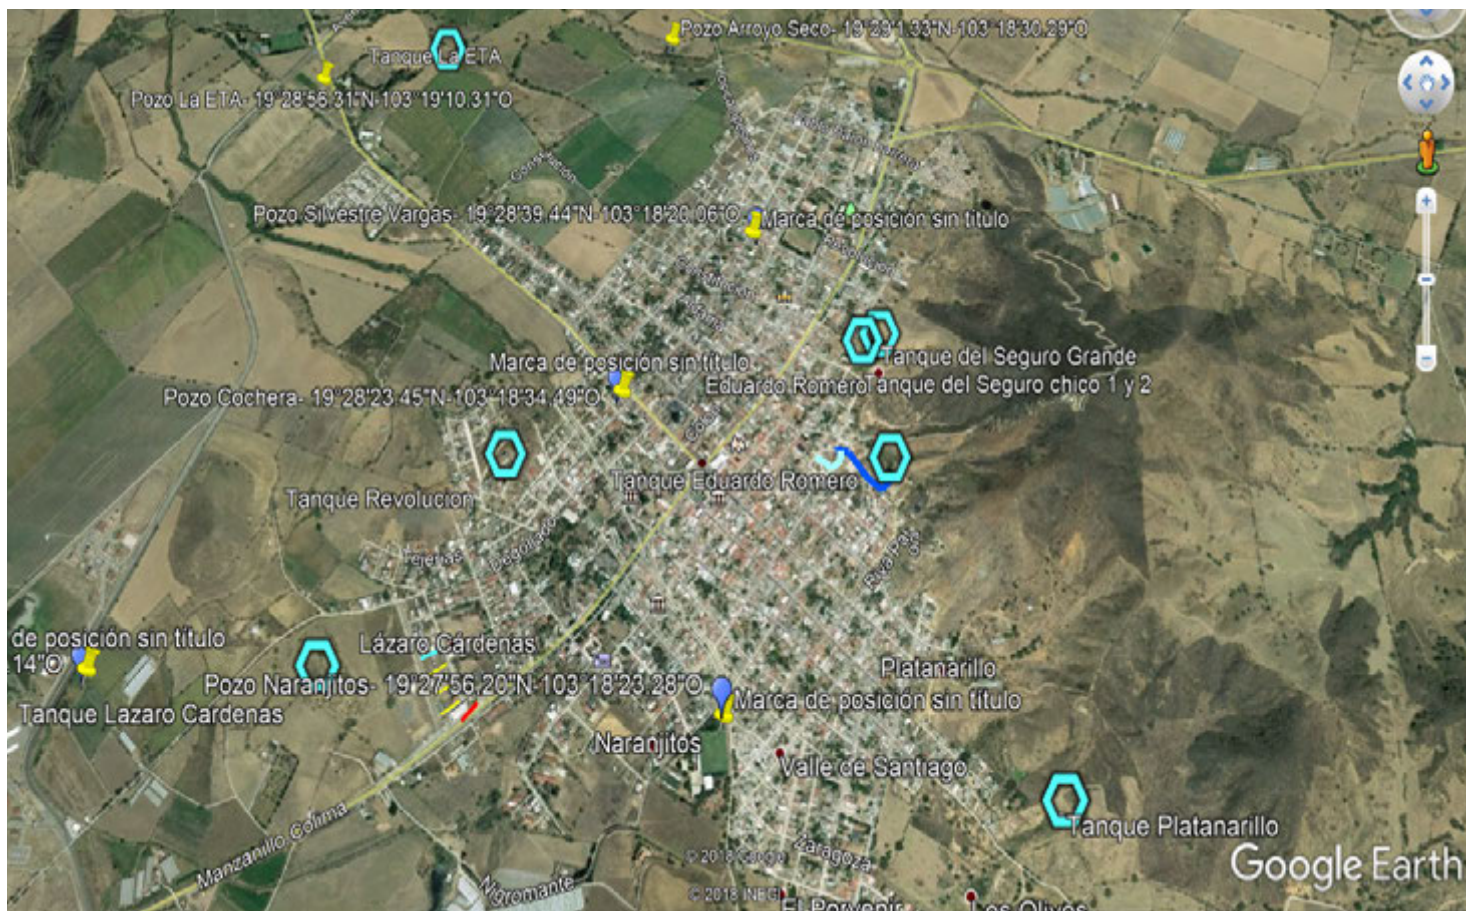 Pozo Arroyo Seco- 19°29'1.33"N-103°18'30.29"O
Tanque La ETA
Pozo La ETA- 19°28'56.31"N-103°19'10.31"O
Constitución
Pozo Silvestre Vargas- 19°28'39.44"N-103°18'20.06"O
Marca de posición sin título
Marca de posición sin título
Tanque del Seguro Grande
Pozo Cochera- 19°28'23.45"N-103°18'34.49"O
Eduardo Romero
Tanque del Seguro chico 1 y 2
Tanque Eduardo Romero
Tanque Revolucion
Tejerias
Degollado
Riva Pal
de posición sin título
14"O
Lázaro Cárdenas
Platanarillo
Pozo Naranjitos- 19°27'56.20"N-103°18'23.28"O
Marca de posición sin título
Tanque Lazaro Cardenas
Naranjitos
Valle de Santiago
Manzanillo Colima
Tanque Platanarillo
Zaragoza
© 2018 Google
Google Earth
Nigromante
© 2018 INEGI
El Porvenir
Los Olivos